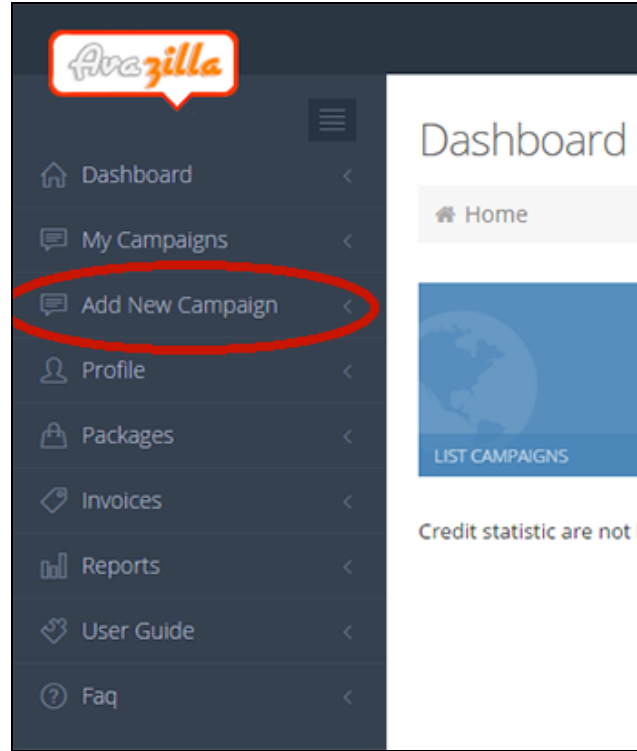 Avazilla
Dashboard
Dashboard
Home
My Campaigns
Add New Campaign
Profile
Packages
LIST CAMPAIGNS
Invoices
Credit statistic are not
Reports
User Guide
Faq